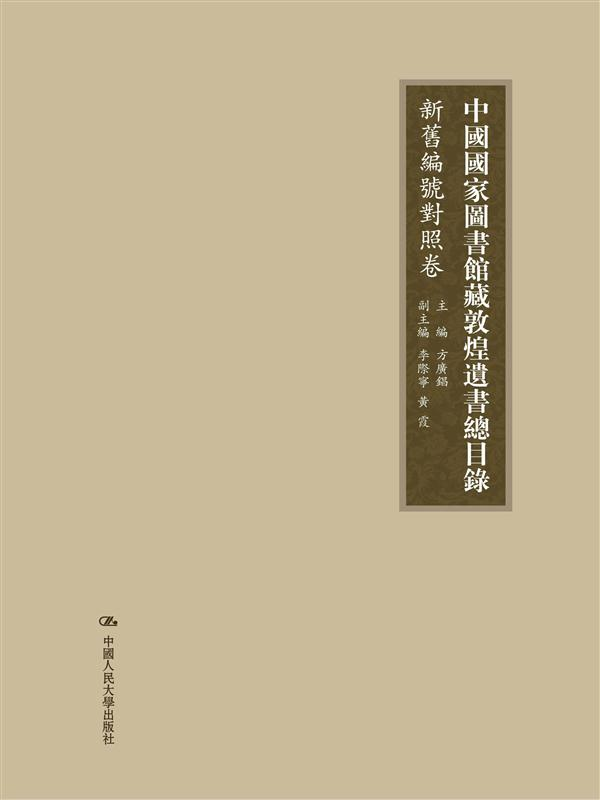 中國國家圖書館藏敦煌遺書總目錄
新舊編號對照卷
主 編 方廣錩
副主編 李際寧 黃霞
中國人民大學出版社